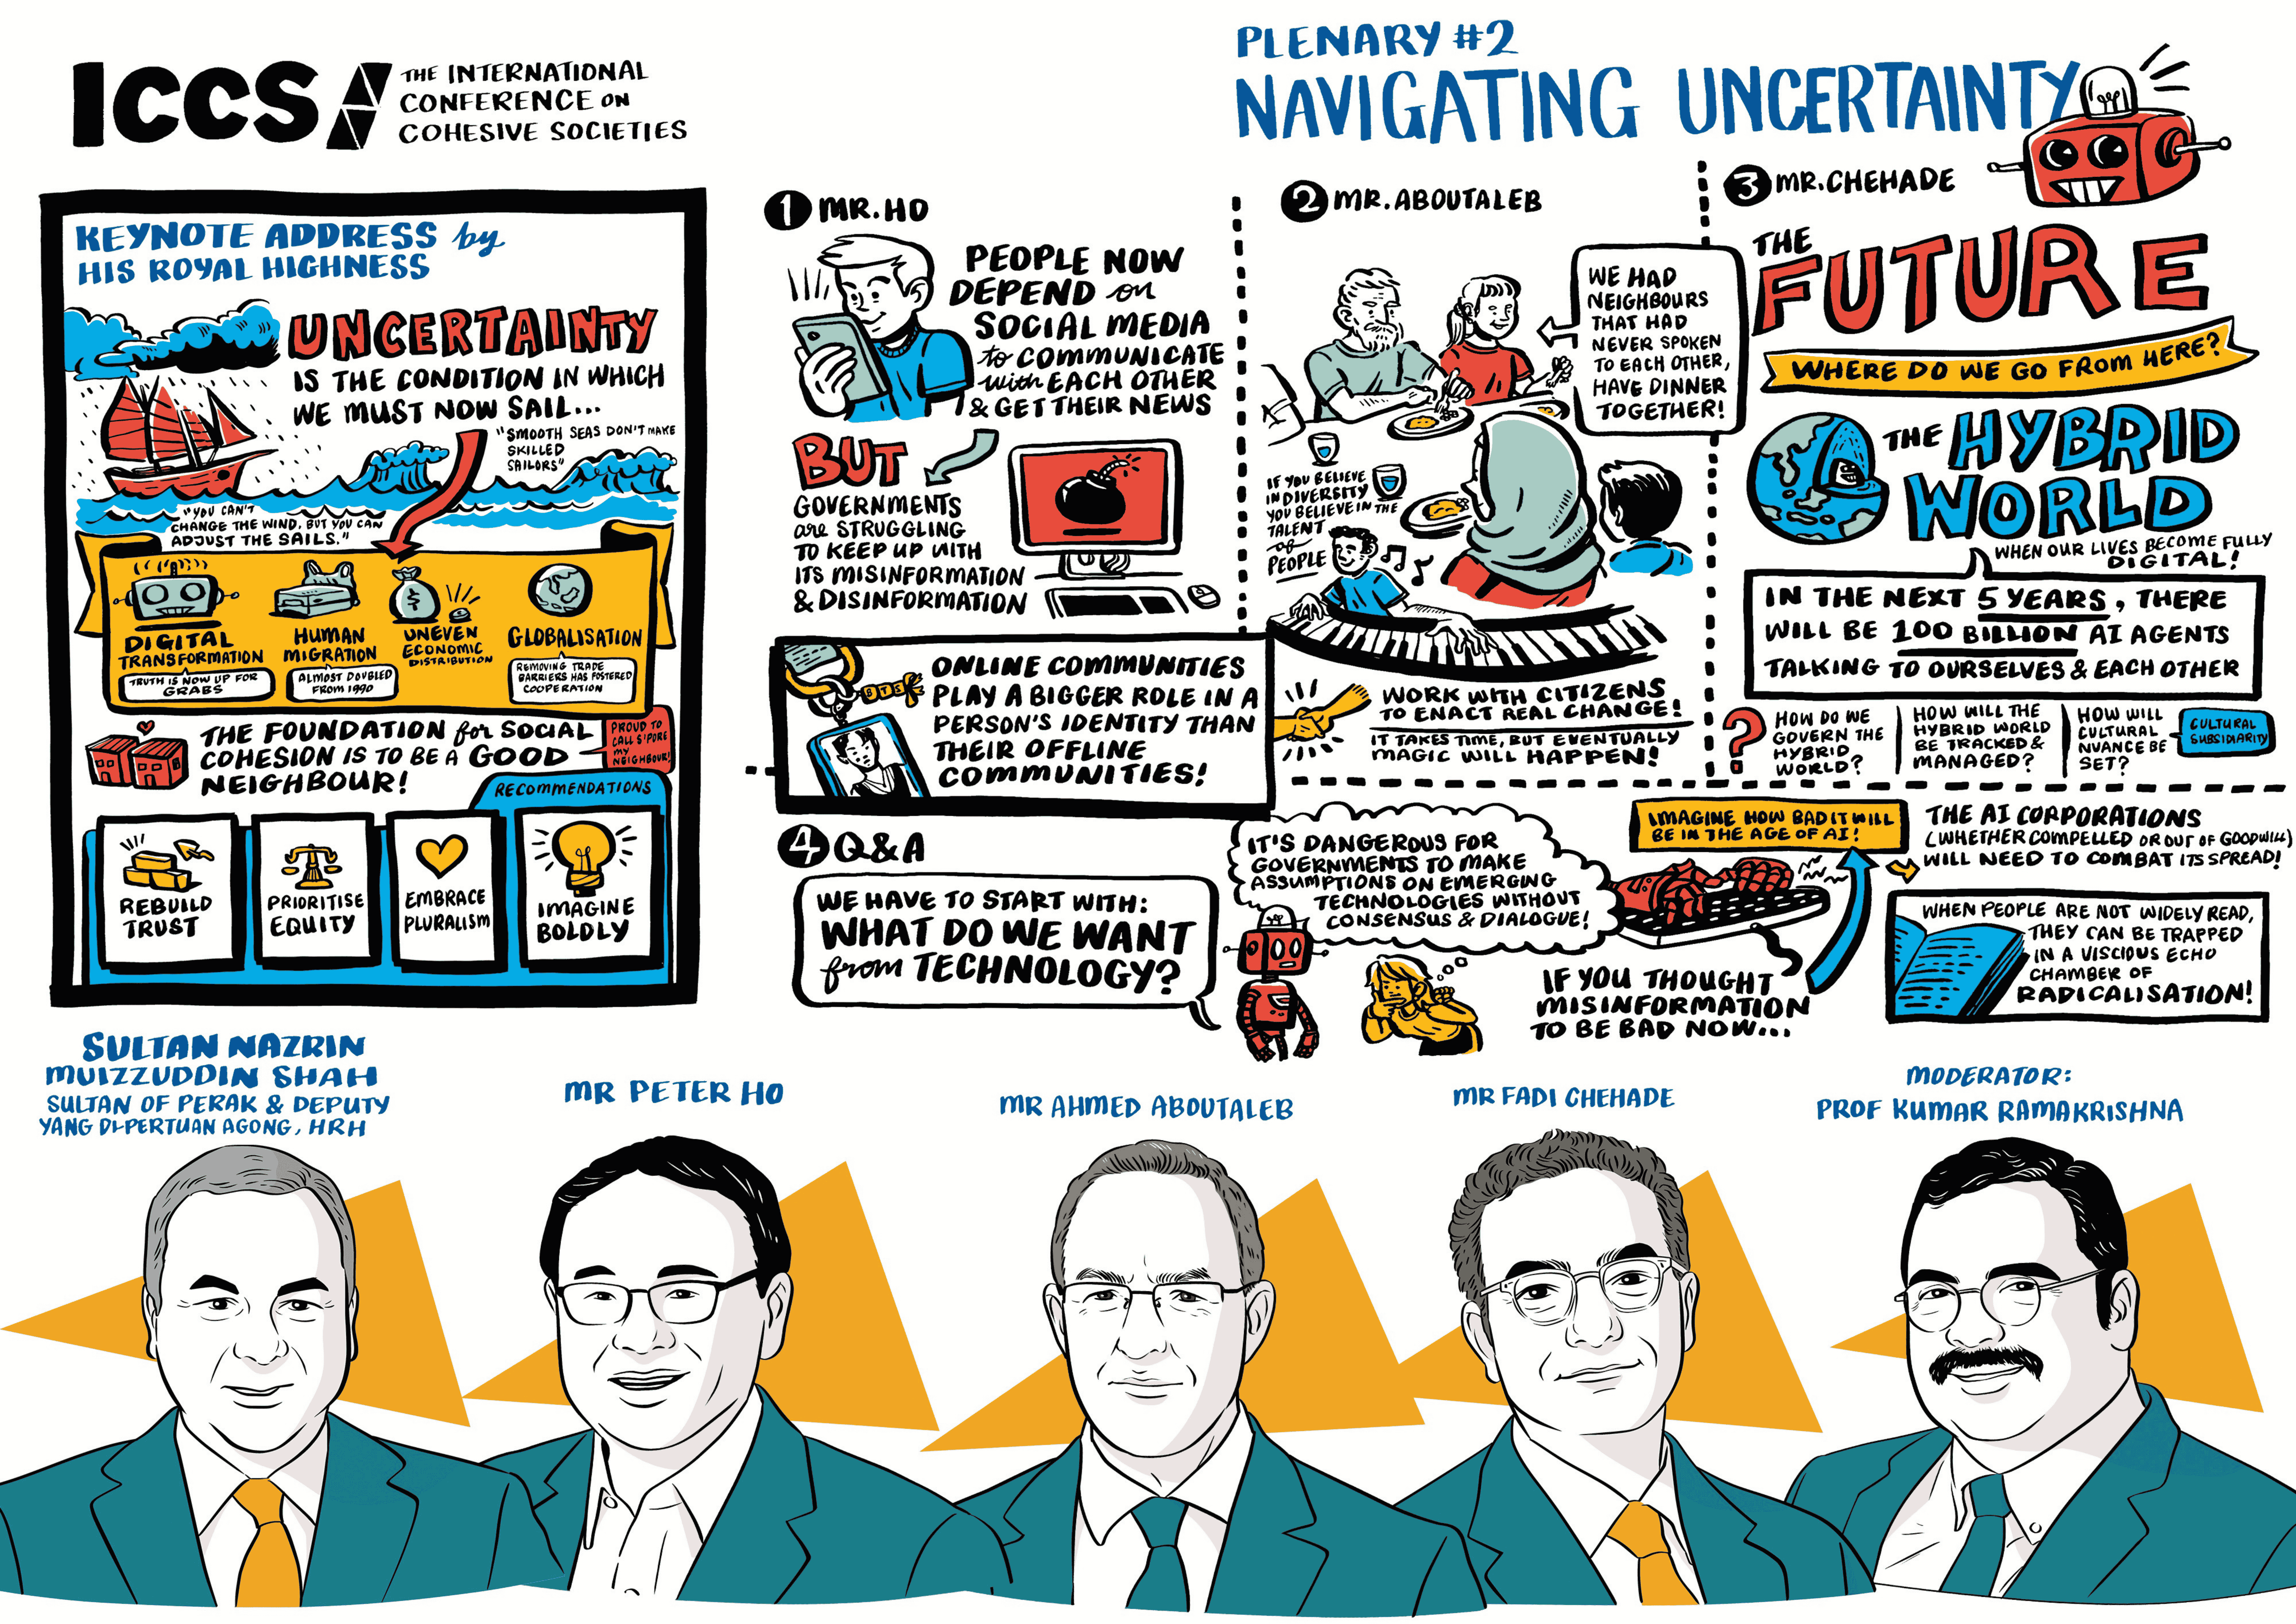 ICCS
THE INTERNATIONAL
CONFERENCE ON
COHESIVE SOCIETIES
PLENARY #2
NAVIGATING UNCERTAINTY
KEYNOTE ADDRESS by
HIS ROYAL HIGHNESS
UNCERTAINTY
IS THE CONDITION IN WHICH
WE MUST NOW SAIL...
"SMOOTH SEAS DON'T MAKE
SKILLED
SAILORS"
"YOU CAN'T
CHANGE THE WIND, BUT YOU CAN
ADJUST THE SAILS."
DIGITAL
TRANSFORMATION
TRUTH IS NOW UP FOR
GRABS
HUMAN
MIGRATION
ALMOST DOUBLED
FROM 1990
$
UNEVEN
ECONOMIC
DISTRIBUTION
GLOBALISATION
REMOVING TRADE
BARRIERS HAS FOSTERED
COOPERATION
THE FOUNDATION for SOCIAL
COHESION IS TO BE A GOOD
NEIGHBOUR!
PROUD TO
CALL S'PORE
MY
NEIGHBOUR!
RECOMMENDATIONS
REBUILD
TRUST
PRIORITISE
EQUITY
EMBRACE
PLURALISM
IMAGINE
BOLDLY
1 MR. HO
PEOPLE NOW
DEPEND on
SOCIAL MEDIA
to COMMUNICATE
with EACH OTHER
& GET THEIR NEWS
BUT
GOVERNMENTS
are STRUGGLING
TO KEEP UP WITH
ITS MISINFORMATION
& DISINFORMATION
BTS
ONLINE COMMUNITIES
PLAY A BIGGER ROLE IN A
PERSON'S IDENTITY THAN
THEIR OFFLINE
COMMUNITIES!
2 MR. ABOUTALEB
WE HAD
NEIGHBOURS
THAT HAD
NEVER SPOKEN
TO EACH OTHER,
HAVE DINNER
TOGETHER!
IF YOU BELIEVE
IN DIVERSITY
YOU BELIEVE IN THE
TALENT
of
PEOPLE
WORK WITH CITIZENS
TO ENACT REAL CHANGE!
IT TAKES TIME, BUT EVENTUALLY
MAGIC WILL HAPPEN!
3 MR. CHEHADE
THE
FUTURE
WHERE DO WE GO FROM HERE?
THE HYBRID
WORLD
WHEN OUR LIVES BECOME FULLY
DIGITAL!
IN THE NEXT 5 YEARS, THERE
WILL BE 100 BILLION AI AGENTS
TALKING TO OURSELVES & EACH OTHER
?
HOW DO WE
GOVERN THE
HYBRID
WORLD?
HOW WILL THE
HYBRID WORLD
BE TRACKED &
MANAGED?
HOW WILL
CULTURAL
NUANCE BE
SET?
CULTURAL
SUBSIDIARITY
4 Q&A
WE HAVE TO START WITH:
WHAT DO WE WANT
from TECHNOLOGY?
IT'S DANGEROUS FOR
GOVERNMENTS TO MAKE
ASSUMPTIONS ON EMERGING
TECHNOLOGIES WITHOUT
CONSENSUS & DIALOGUE!
IF YOU THOUGHT
MISINFORMATION
TO BE BAD NOW...
IMAGINE HOW BAD IT WILL
BE IN THE AGE OF AI!
THE AI CORPORATIONS
(WHETHER COMPELLED OR OUT OF GOODWILL)
WILL NEED TO COMBAT ITS SPREAD!
WHEN PEOPLE ARE NOT WIDELY READ,
THEY CAN BE TRAPPED
IN A VISCIOUS ECHO
CHAMBER OF
RADICALISATION!
SULTAN NAZRIN
MUIZZUDDIN SHAH
SULTAN OF PERAK & DEPUTY
YANG DI-PERTUAN AGONG, HRH
MR PETER HO
MR AHMED ABOUTALEB
MR FADI CHEHADE
MODERATOR:
PROF KUMAR RAMAKRISHNA